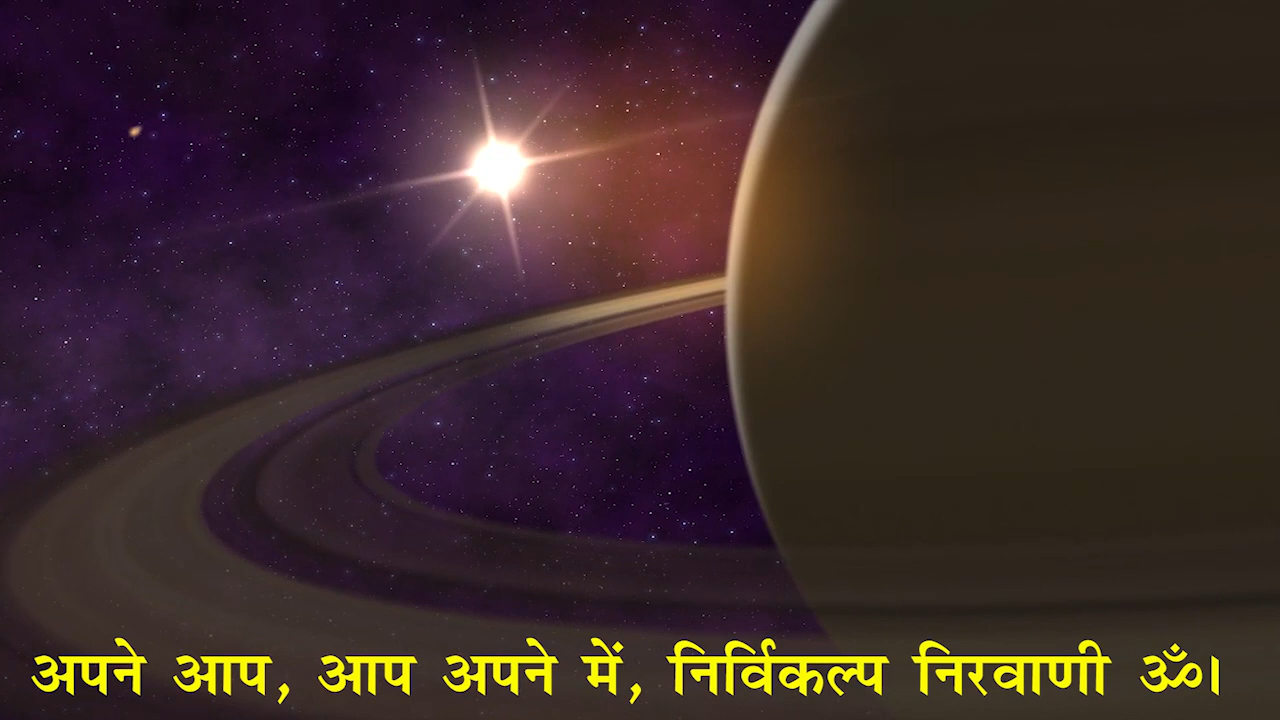 अपने आप, आप अपने में, निर्विकल्प निरवाणी ॐ।